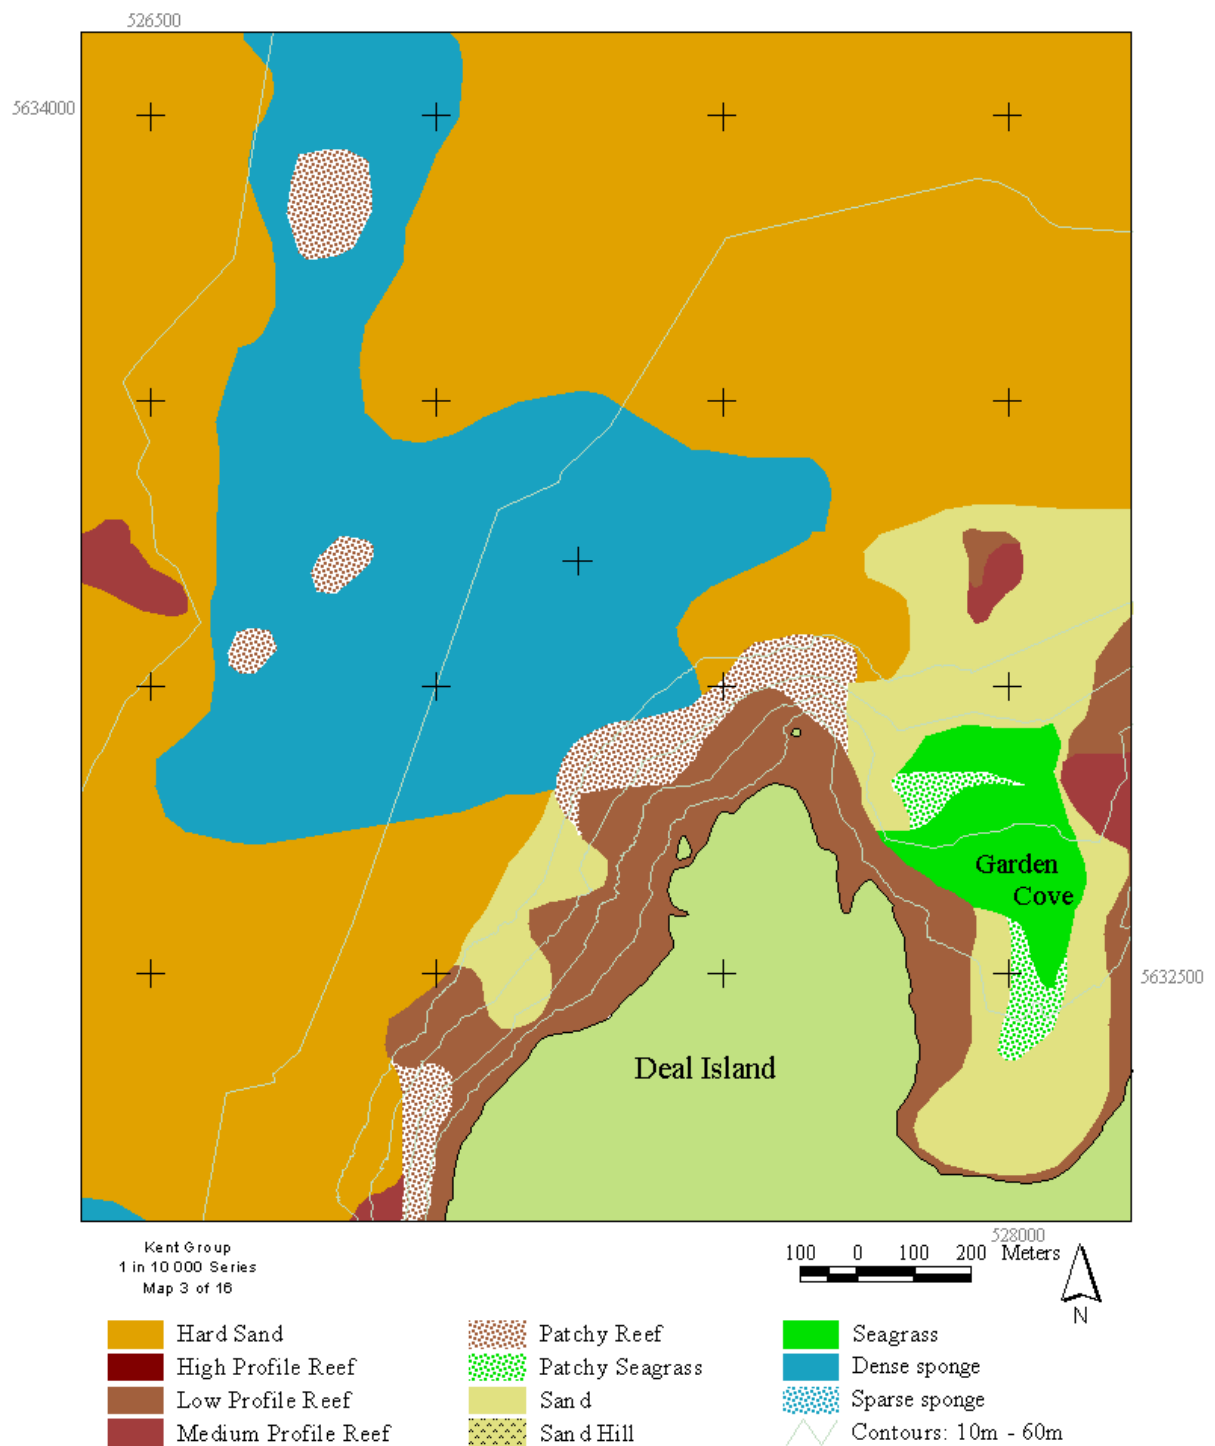 526500
5634000
Garden
Cove
5632500
Deal Island
528000
Kent Group
1 in 10 000 Series
Map 3 of 16
100 0 100 200 Meters
N
Hard Sand
High Profile Reef
Low Profile Reef
Medium Profile Reef
Patchy Reef
Patchy Seagrass
Sand
Sand Hill
Seagrass
Dense sponge
Sparse sponge
Contours: 10m - 60m